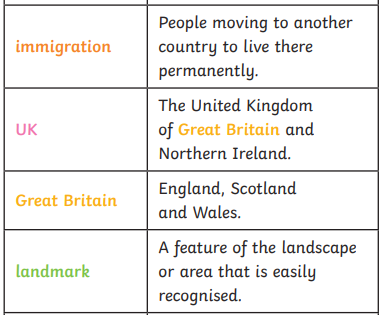 immigration
People moving to another
country to live there
permanently.
UK
The United Kingdom
of Great Britain and
Northern Ireland.
Great Britain
England, Scotland
and Wales.
landmark
A feature of the landscape
or area that is easily
recognised.